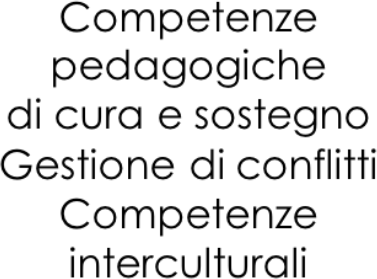 Competenze
pedagogiche
di cura e sostegno
Gestione di conflitti
Competenze
interculturali